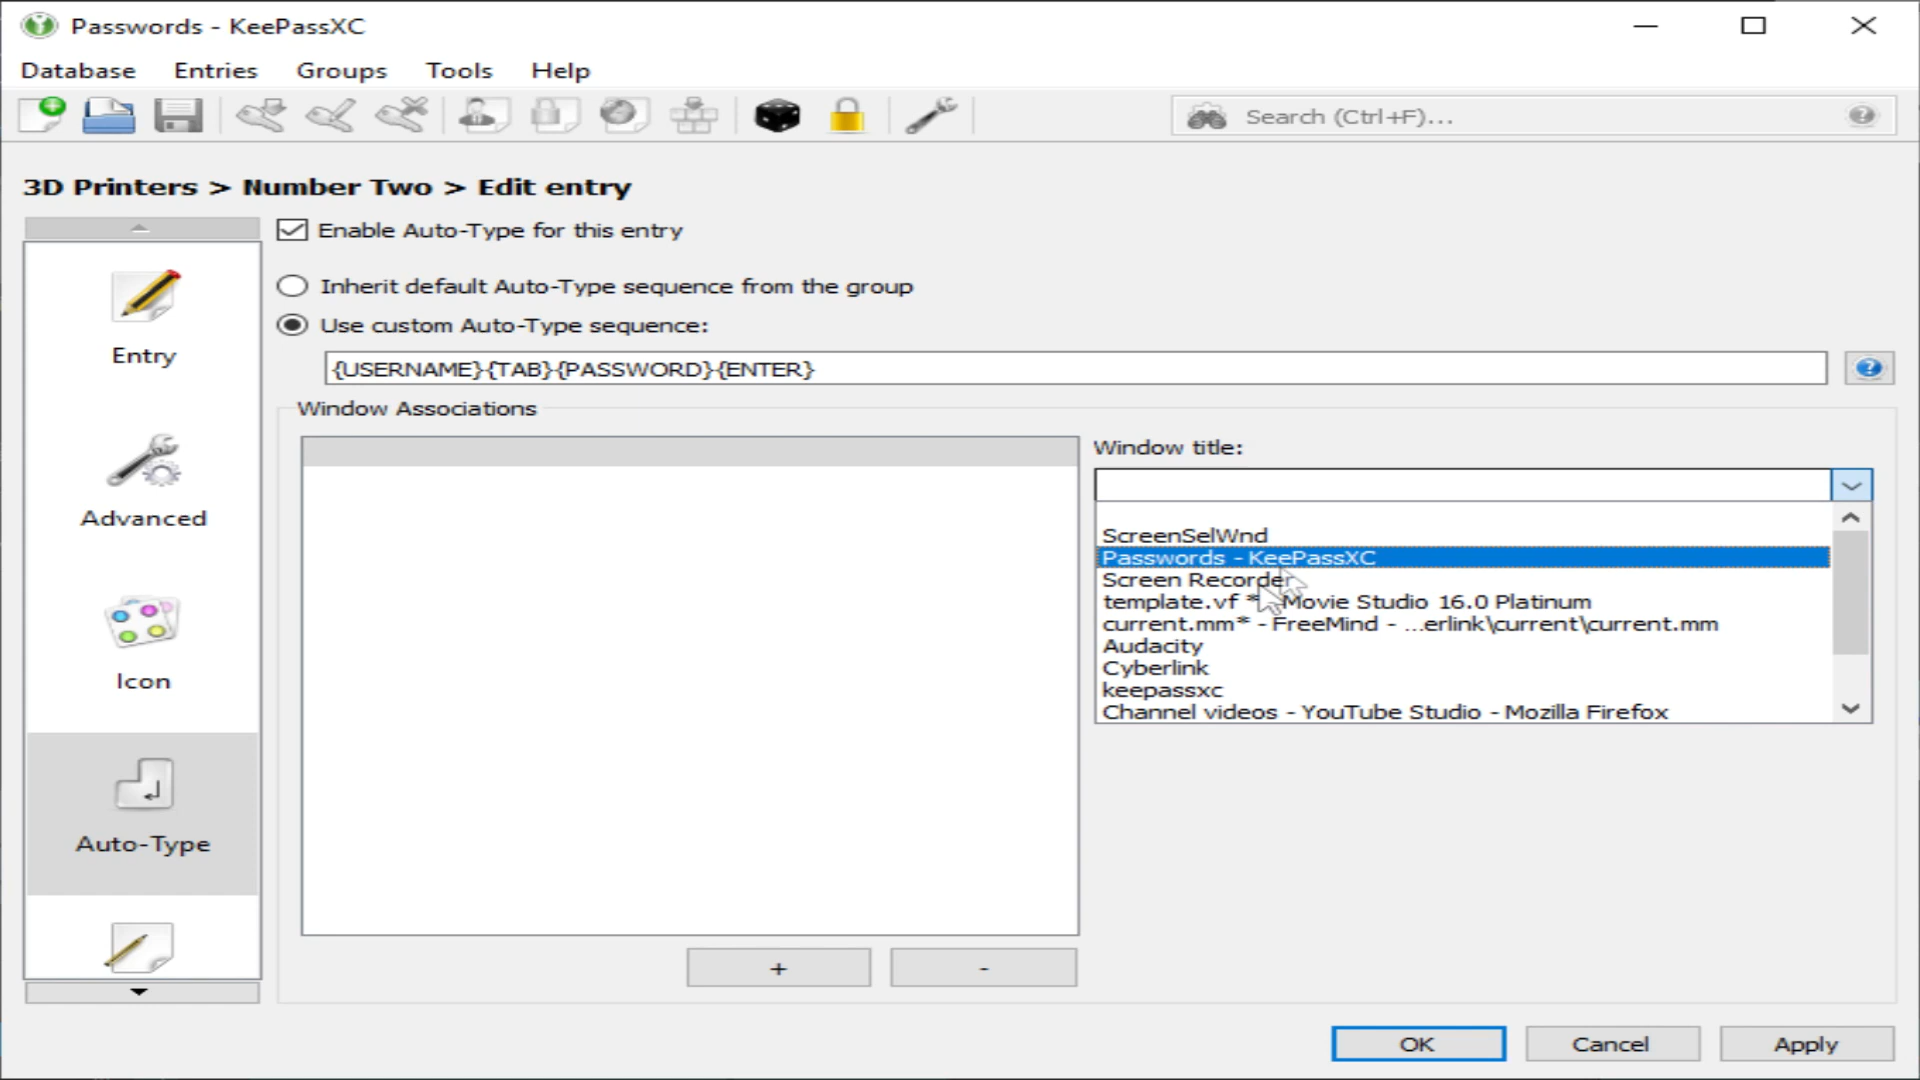 Passwords - KeePassXC
Database Entries Groups Tools Help
Search (Ctrl+F)...
3D Printers > Number Two > Edit entry
Enable Auto-Type for this entry
Inherit default Auto-Type sequence from the group
Use custom Auto-Type sequence:
{USERNAME}{TAB}{PASSWORD}{ENTER}
Window Associations
Window title:
ScreenSelWnd
Passwords - KeePassXC
Screen Recorder
template.vf * - Movie Studio 16.0 Platinum
current.mm* - FreeMind - ...erlink\current\current.mm
Audacity
Cyberlink
keepassxc
Channel videos - YouTube Studio - Mozilla Firefox
Entry
Advanced
Icon
Auto-Type
+ -
OK Cancel Apply